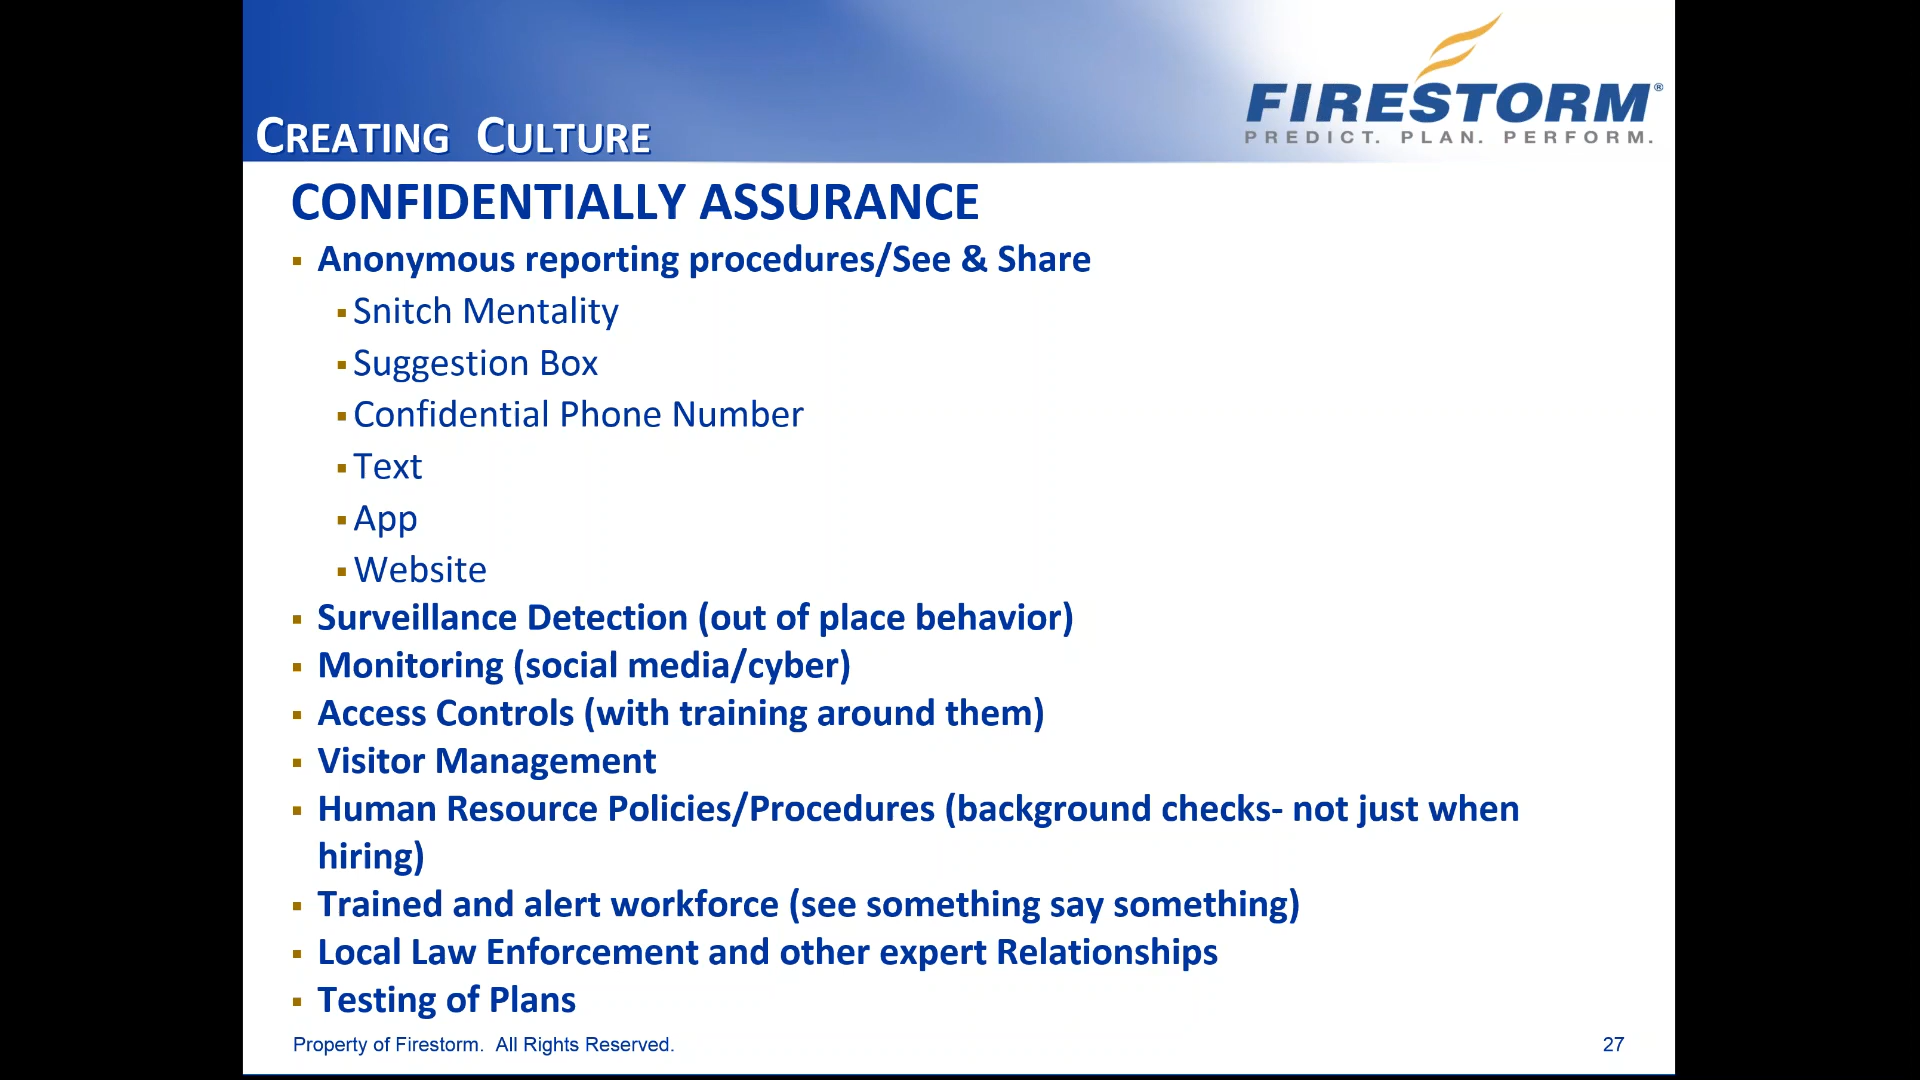 FIRESTORM®
PREDICT. PLAN. PERFORM.
CREATING CULTURE
CONFIDENTIALLY ASSURANCE
▪ Anonymous reporting procedures/See & Share
▪ Snitch Mentality
▪ Suggestion Box
▪ Confidential Phone Number
▪ Text
▪ App
▪ Website
▪ Surveillance Detection (out of place behavior)
▪ Monitoring (social media/cyber)
▪ Access Controls (with training around them)
▪ Visitor Management
▪ Human Resource Policies/Procedures (background checks- not just when
hiring)
▪ Trained and alert workforce (see something say something)
▪ Local Law Enforcement and other expert Relationships
▪ Testing of Plans
Property of Firestorm. All Rights Reserved.
27